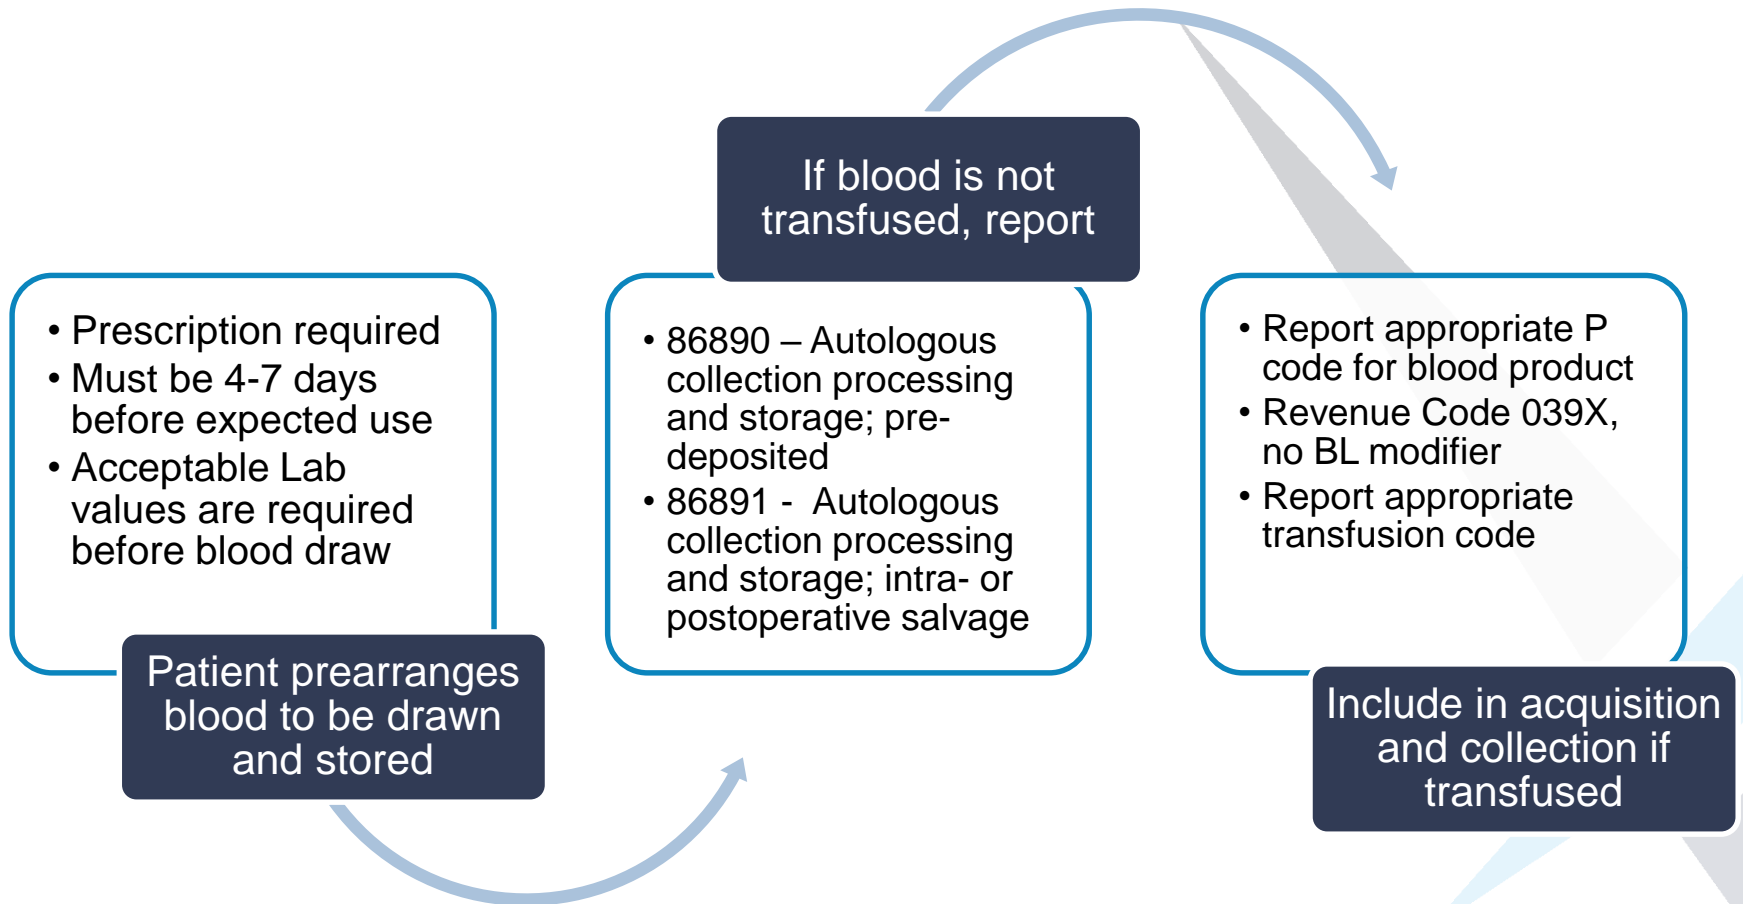 • Prescription required
• Must be 4-7 days
before expected use
• Acceptable Lab
values are required
before blood draw
Patient prearranges
blood to be drawn
and stored
If blood is not
transfused, report
• 86890 – Autologous
collection processing
and storage; pre-
deposited
• 86891 - Autologous
collection processing
and storage; intra- or
postoperative salvage
• Report appropriate P
code for blood product
• Revenue Code 039X,
no BL modifier
• Report appropriate
transfusion code
Include in acquisition
and collection if
transfused